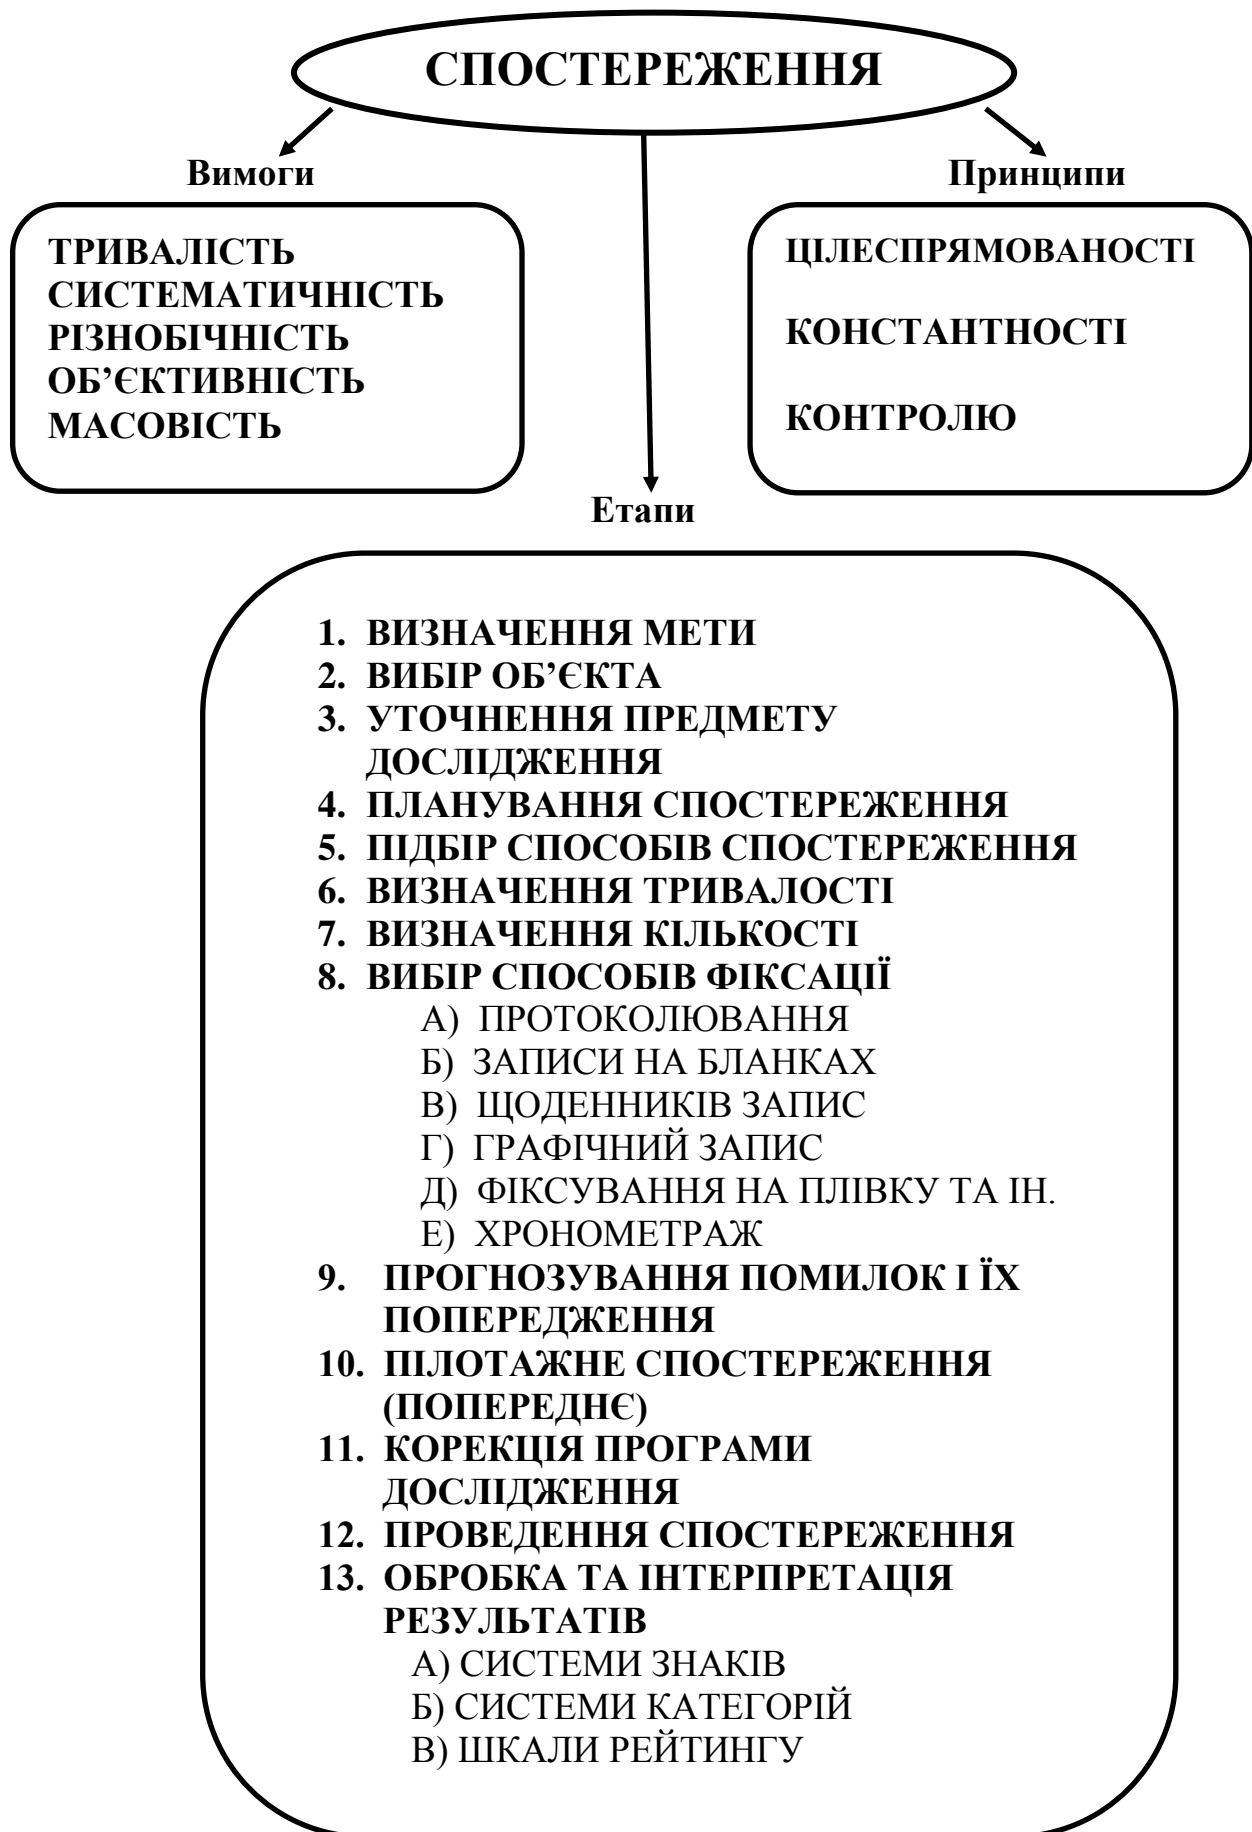 СПОСТЕРЕЖЕННЯ
Вимоги
ТРИВАЛІСТЬ
СИСТЕМАТИЧНІСТЬ
РІЗНОБІЧНІСТЬ
ОБ’ЄКТИВНІСТЬ
МАСОВІСТЬ
Принципи
ЦІЛЕСПРЯМОВАНОСТІ
КОНСТАНТНОСТІ
КОНТРОЛЮ
Етапи
1. ВИЗНАЧЕННЯ МЕТИ
2. ВИБІР ОБ’ЄКТА
3. УТОЧНЕННЯ ПРЕДМЕТУ
ДОСЛІДЖЕННЯ
4. ПЛАНУВАННЯ СПОСТЕРЕЖЕННЯ
5. ПІДБІР СПОСОБІВ СПОСТЕРЕЖЕННЯ
6. ВИЗНАЧЕННЯ ТРИВАЛОСТІ
7. ВИЗНАЧЕННЯ КІЛЬКОСТІ
8. ВИБІР СПОСОБІВ ФІКСАЦІЇ
А) ПРОТОКОЛЮВАННЯ
Б) ЗАПИСИ НА БЛАНКАХ
В) ЩОДЕННИКІВ ЗАПИС
Г) ГРАФІЧНИЙ ЗАПИС
Д) ФІКСУВАННЯ НА ПЛІВКУ ТА ІН.
Е) ХРОНОМЕТРАЖ
9. ПРОГНОЗУВАННЯ ПОМИЛОК І ЇХ
ПОПЕРЕДЖЕННЯ
10. ПІЛОТАЖНЕ СПОСТЕРЕЖЕННЯ
(ПОПЕРЕДНЄ)
11. КОРЕКЦІЯ ПРОГРАМИ
ДОСЛІДЖЕННЯ
12. ПРОВЕДЕННЯ СПОСТЕРЕЖЕННЯ
13. ОБРОБКА ТА ІНТЕРПРЕТАЦІЯ
РЕЗУЛЬТАТІВ
А) СИСТЕМИ ЗНАКІВ
Б) СИСТЕМИ КАТЕГОРІЙ
В) ШКАЛИ РЕЙТИНГУ